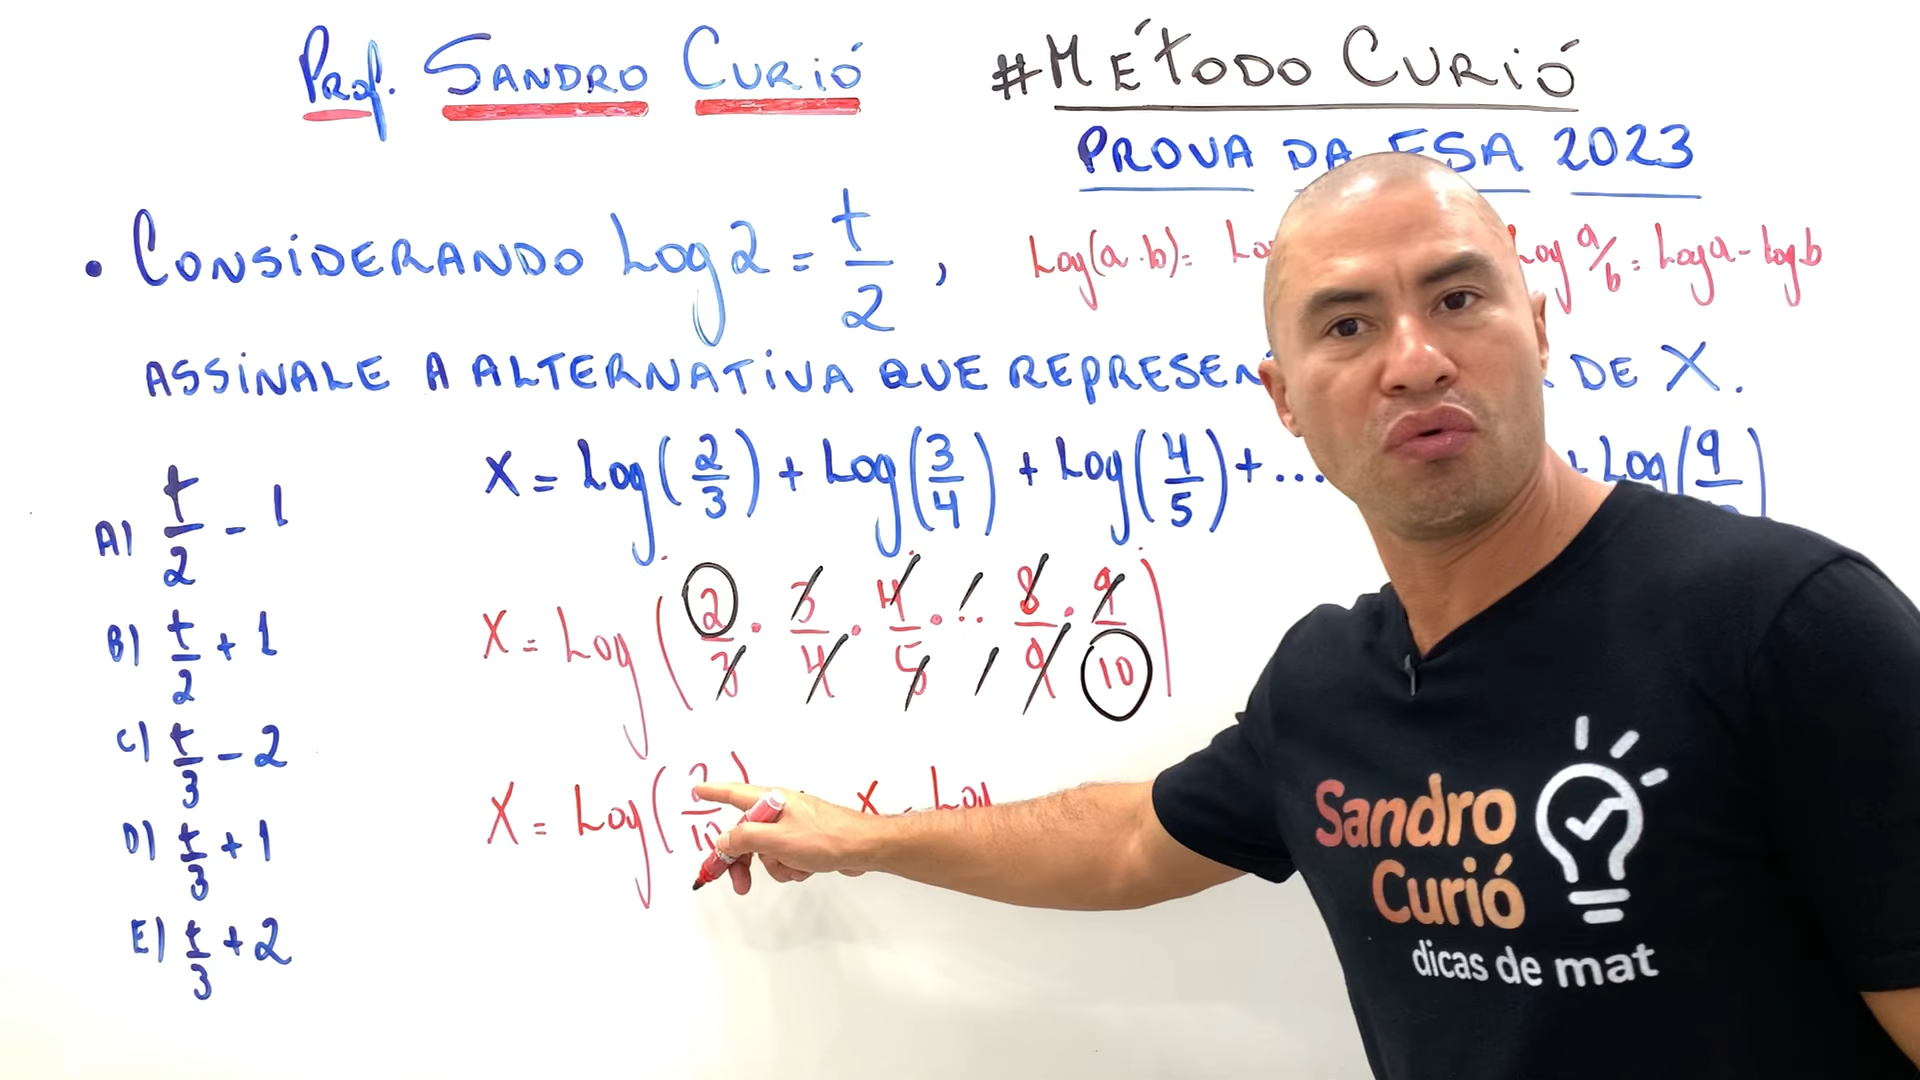 Prof. SANDRO CURIÓ
#MÉTODO CURIÓ
PROVA DA ESA 2023
• CONSIDERANDO Log 2 = t/2 ,
Log(a·b)= Log a/b = Log a - log b
ASSINALE A ALTERNATIVA QUE DE X.
X = Log(2/3) + Log(3/4) + Log(4/5) + ... + Log(9
X = Log(2/3 · 3/4 · 4/5 · .. 8/9 · 9/10)
X = Log(2/10) X = Log
A) t/2 - 1
B) t/2 + 1
C) t/3 - 2
D) t/3 + 1
E) t/3 + 2
Sandro
Curió
dicas de mat